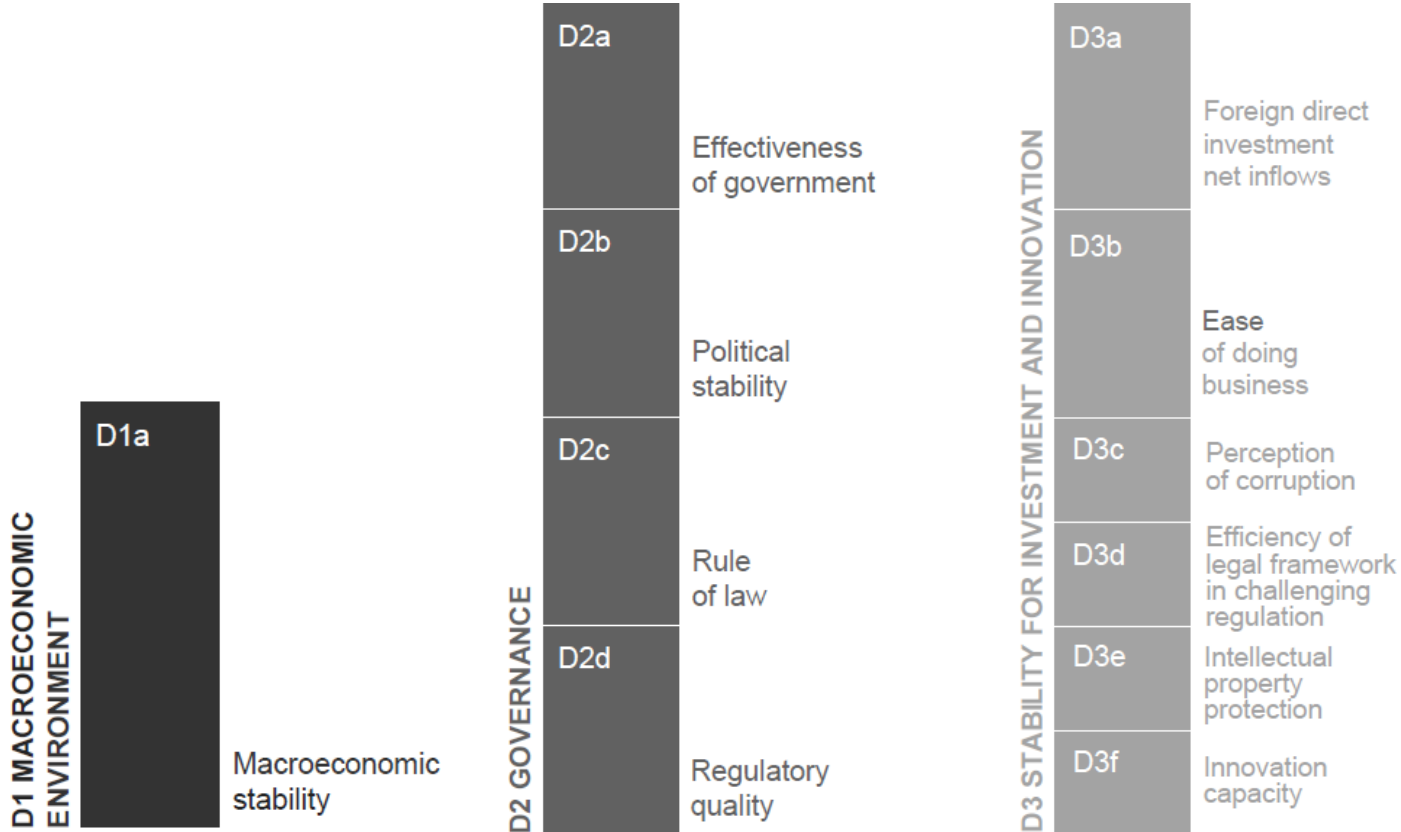 D1 MACROECONOMIC
ENVIRONMENT
D1a
Macroeconomic
stability
D2 GOVERNANCE
D2a
Effectiveness
of government
D2b
Political
stability
D2c
Rule
of law
D2d
Regulatory
quality
D3 STABILITY FOR INVESTMENT AND INNOVATION
D3a
Foreign direct
investment
net inflows
D3b
Ease
of doing
business
D3c
Perception
of corruption
D3d
Efficiency of
legal framework
in challenging
regulation
D3e
Intellectual
property
protection
D3f
Innovation
capacity